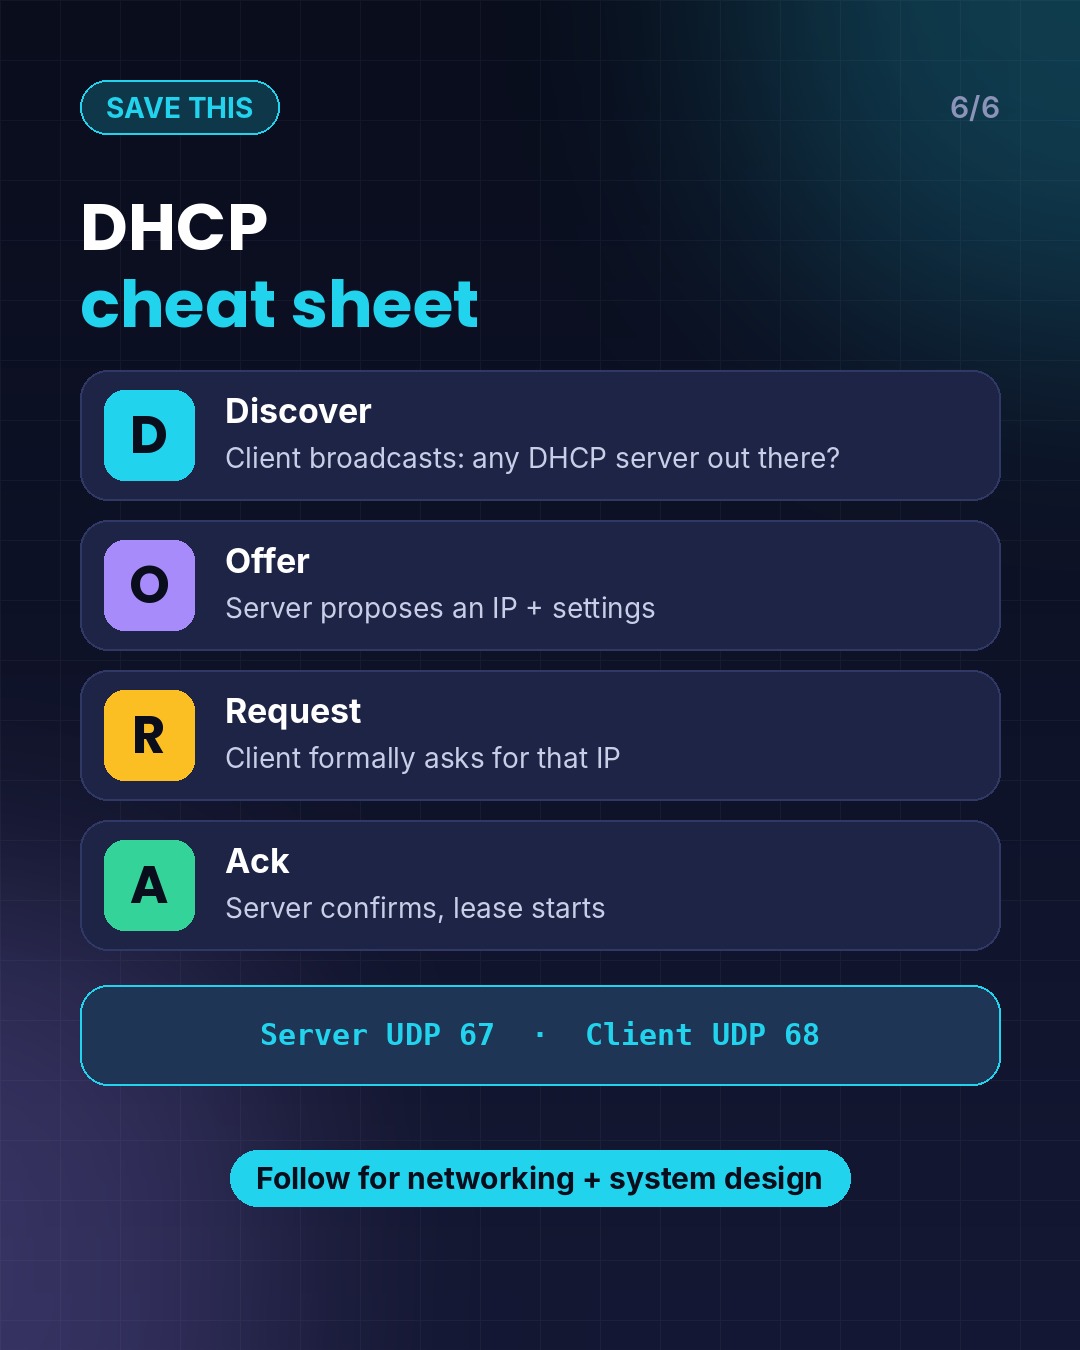 SAVE THIS
6/6
DHCP
cheat sheet
D
Discover
Client broadcasts: any DHCP server out there?
O
Offer
Server proposes an IP + settings
R
Request
Client formally asks for that IP
A
Ack
Server confirms, lease starts
Server UDP 67 · Client UDP 68
Follow for networking + system design